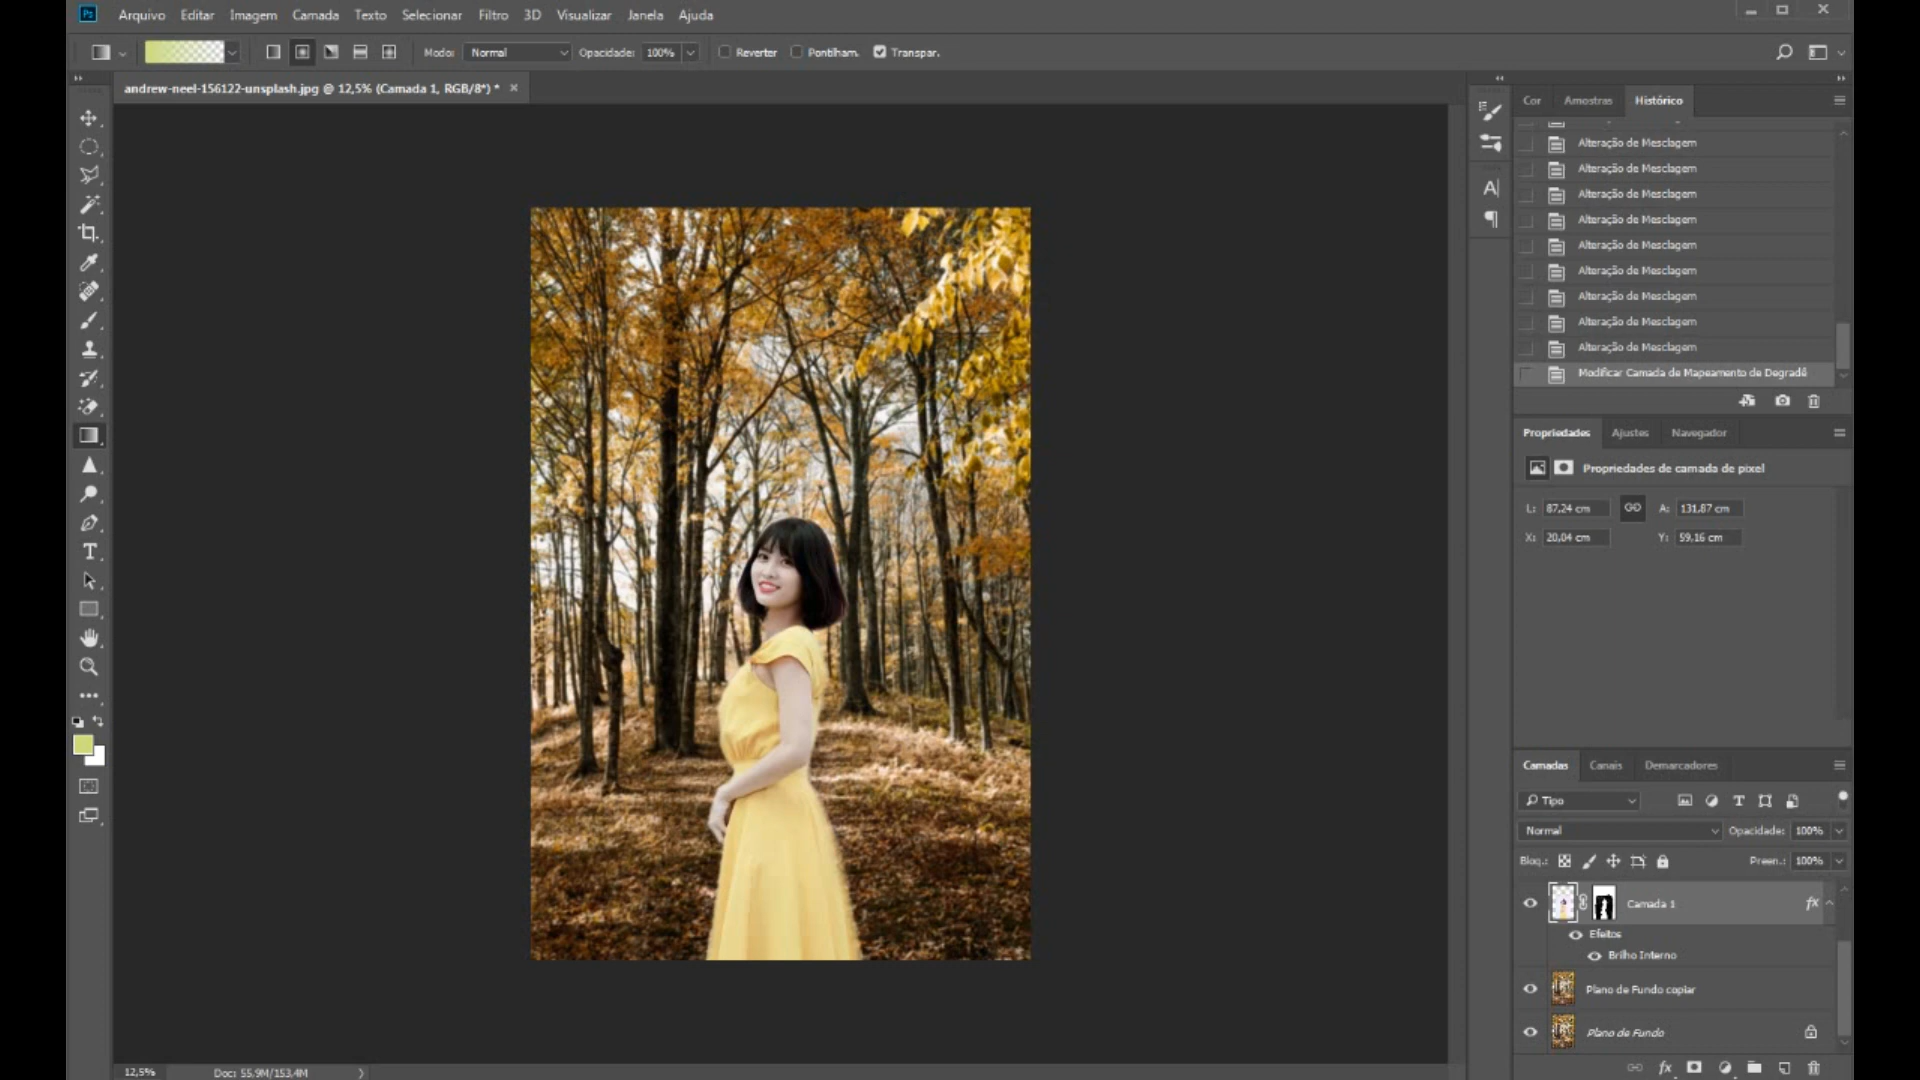 Ps Arquivo Editar Imagem Camada Texto Selecionar Filtro 3D Visualizar Janela Ajuda
Modo: Normal Opacidade: 100% Reverter Pontilham. Transpar.
andrew-neel-156122-unsplash.jpg @ 12,5% (Camada 1, RGB/8*) *
Cor Amostras Histórico
Alteração de Mesclagem
Alteração de Mesclagem
Alteração de Mesclagem
Alteração de Mesclagem
Alteração de Mesclagem
Alteração de Mesclagem
Alteração de Mesclagem
Alteração de Mesclagem
Alteração de Mesclagem
Modificar Camada de Mapeamento de Degradê
Propriedades Ajustes Navegador
Propriedades de camada de pixel
L: 87,24 cm A: 131,87 cm
X: 20,04 cm Y: 59,16 cm
Camadas Canais Demarcadores
Tipo
Normal Opacidade: 100%
Bloq.: Preen.: 100%
Camada 1 fx
Efeitos
Brilho Interno
Plano de Fundo copiar
Plano de Fundo
12,5% Doc: 55,9M/153,4M
fx